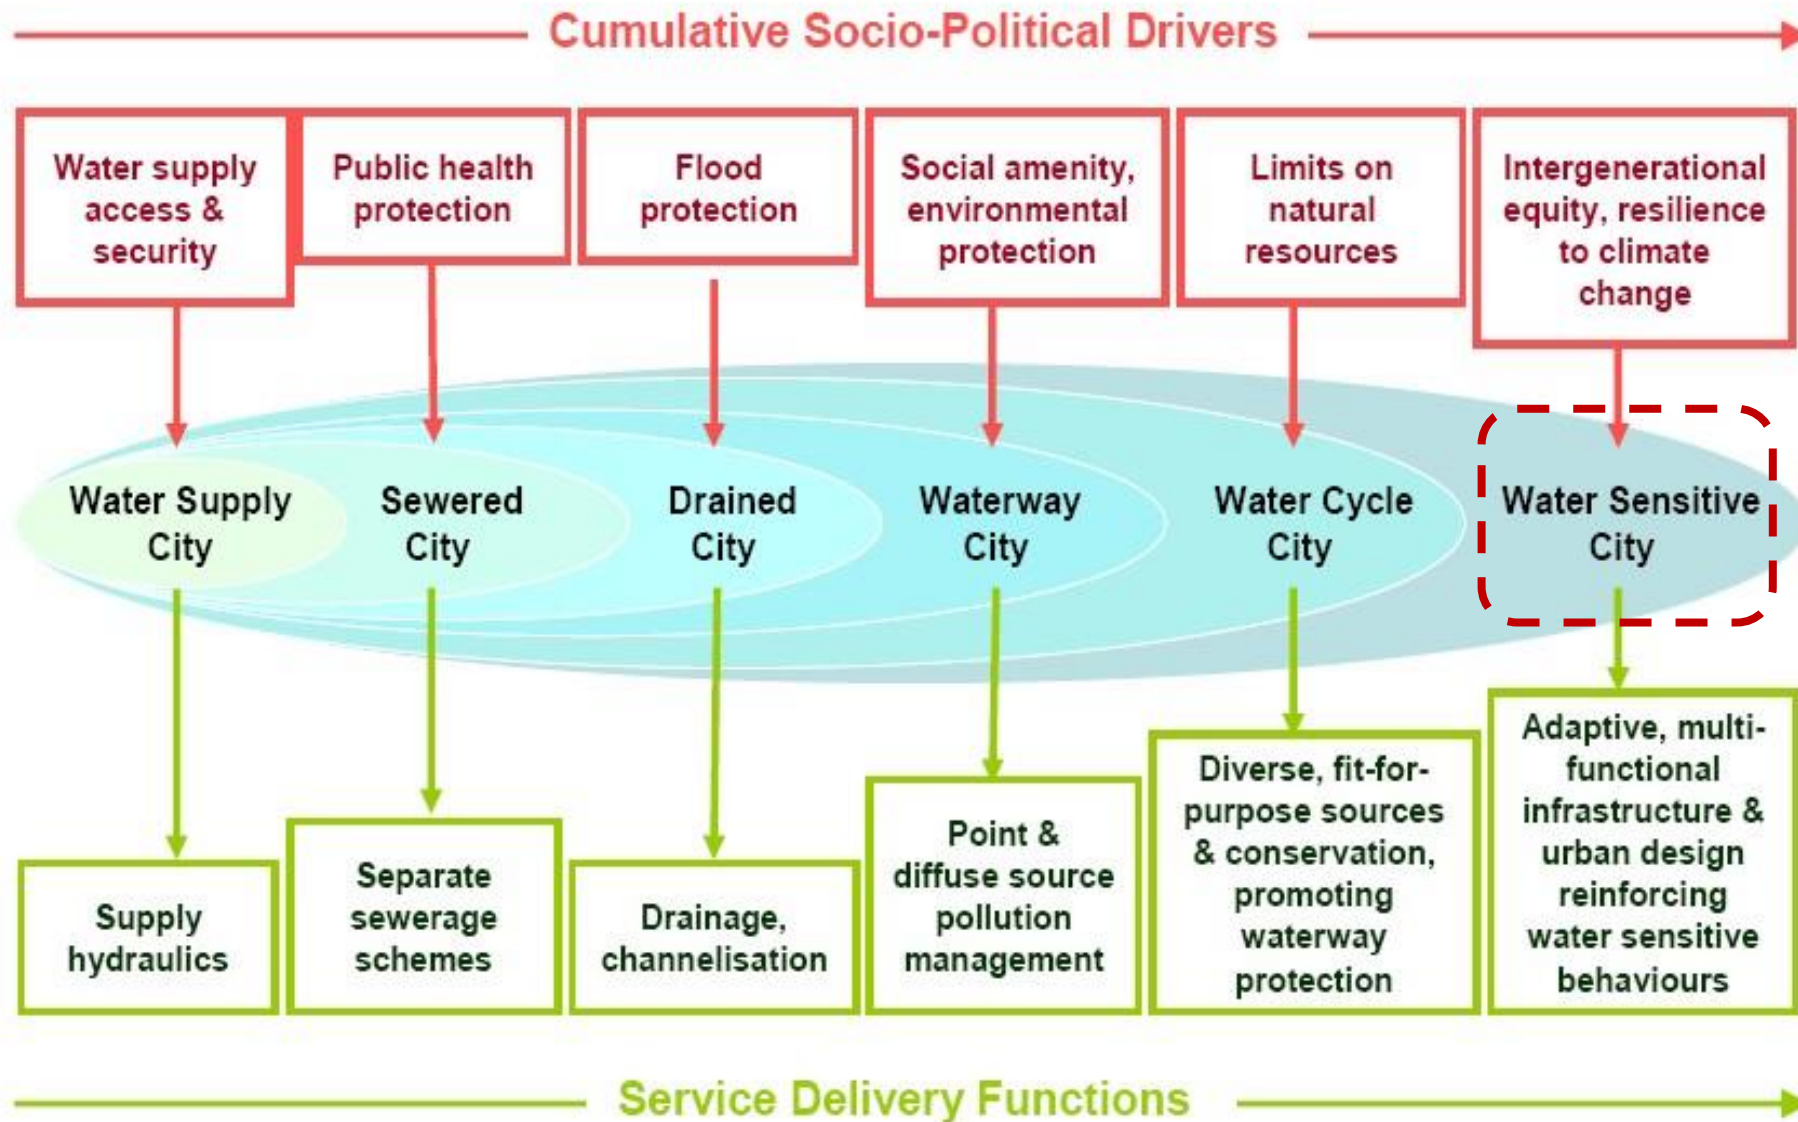 Cumulative Socio-Political Drivers
Water supply
access &
security
Public health
protection
Flood
protection
Social amenity,
environmental
protection
Limits on
natural
resources
Intergenerational
equity, resilience
to climate
change
Water Supply
City
Sewered
City
Drained
City
Waterway
City
Water Cycle
City
Water Sensitive
City
Supply
hydraulics
Separate
sewerage
schemes
Drainage,
channelisation
Point &
diffuse source
pollution
management
Diverse, fit-for-
purpose sources
& conservation,
promoting
waterway
protection
Adaptive, multi-
functional
infrastructure &
urban design
reinforcing
water sensitive
behaviours
Service Delivery Functions